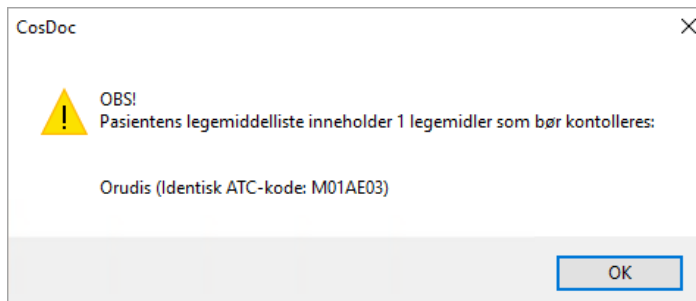 CosDoc
OBS!
Pasientens legemiddelliste inneholder 1 legemidler som bør kontolleres:
Orudis (Identisk ATC-kode: M01AE03)
OK